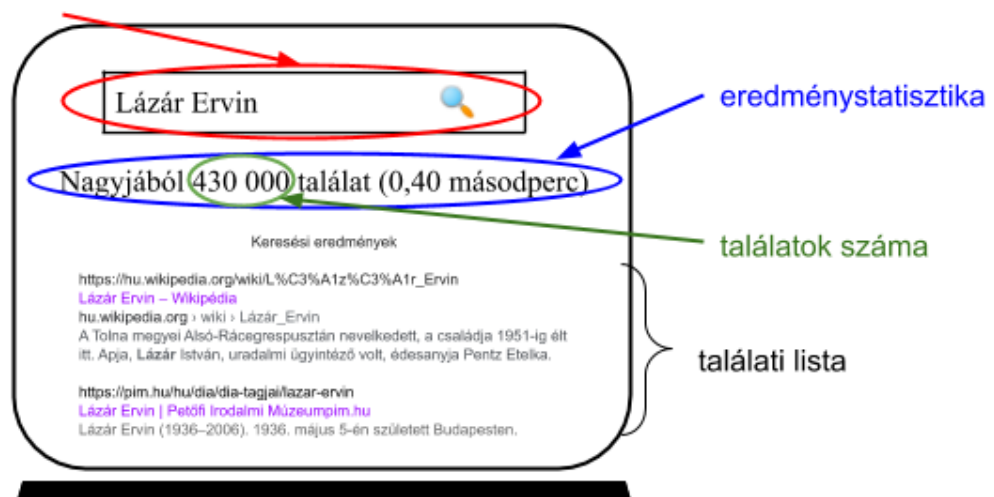 Lázár Ervin
eredménystatisztika
Nagyjából 430 000 találat (0,40 másodperc)
találatok száma
Keresési eredmények
https://hu.wikipedia.org/wiki/L%C3%A1z%C3%A1r_Ervin
Lázár Ervin – Wikipédia
hu.wikipedia.org › wiki › Lázár_Ervin
A Tolna megyei Alsó-Rácegrespusztán nevelkedett, a családja 1951-ig élt
itt. Apja, Lázár István, uradalmi ügyintéző volt, édesanyja Pentz Etelka.
találati lista
https://pim.hu/hu/dia/dia-tagjai/lazar-ervin
Lázár Ervin | Petőfi Irodalmi Múzeumpim.hu
Lázár Ervin (1936–2006). 1936. május 5-én született Budapesten.